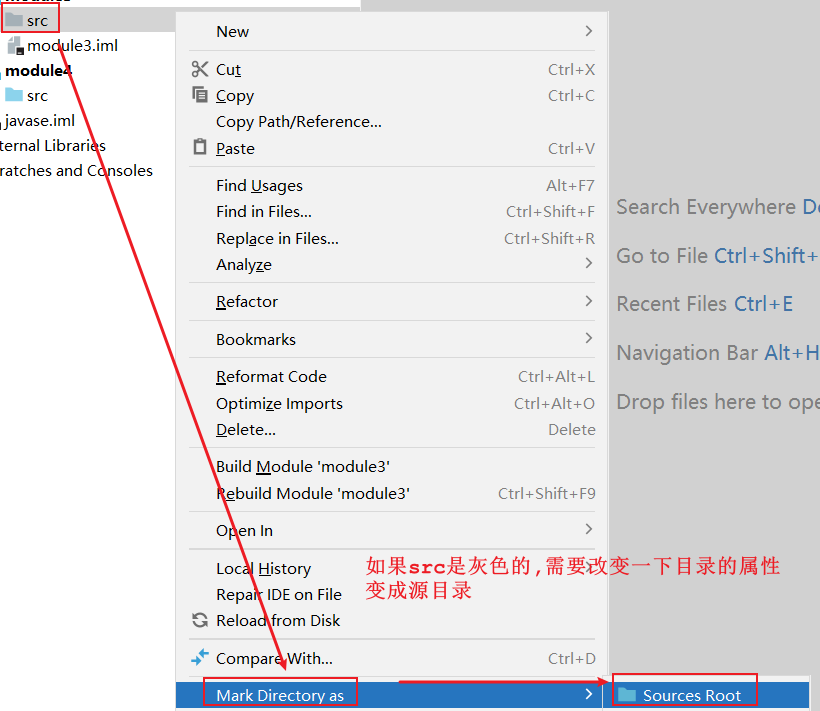 src
module3.iml
module4
src
javase.iml
ternal Libraries
ratches and Consoles
New
Cut Ctrl+X
Copy Ctrl+C
Copy Path/Reference...
Paste Ctrl+V
Find Usages Alt+F7
Find in Files... Ctrl+Shift+F
Replace in Files... Ctrl+Shift+R
Analyze
Refactor
Bookmarks
Reformat Code Ctrl+Alt+L
Optimize Imports Ctrl+Alt+O
Delete... Delete
Build Module 'module3'
Rebuild Module 'module3' Ctrl+Shift+F9
Open In
Local History
Repair IDE on File
Reload from Disk
Compare With... Ctrl+D
Mark Directory as
Sources Root
如果src是灰色的,需要改变一下目录的属性
变成源目录
Search Everywhere Do
Go to File Ctrl+Shift+
Recent Files Ctrl+E
Navigation Bar Alt+H
Drop files here to ope